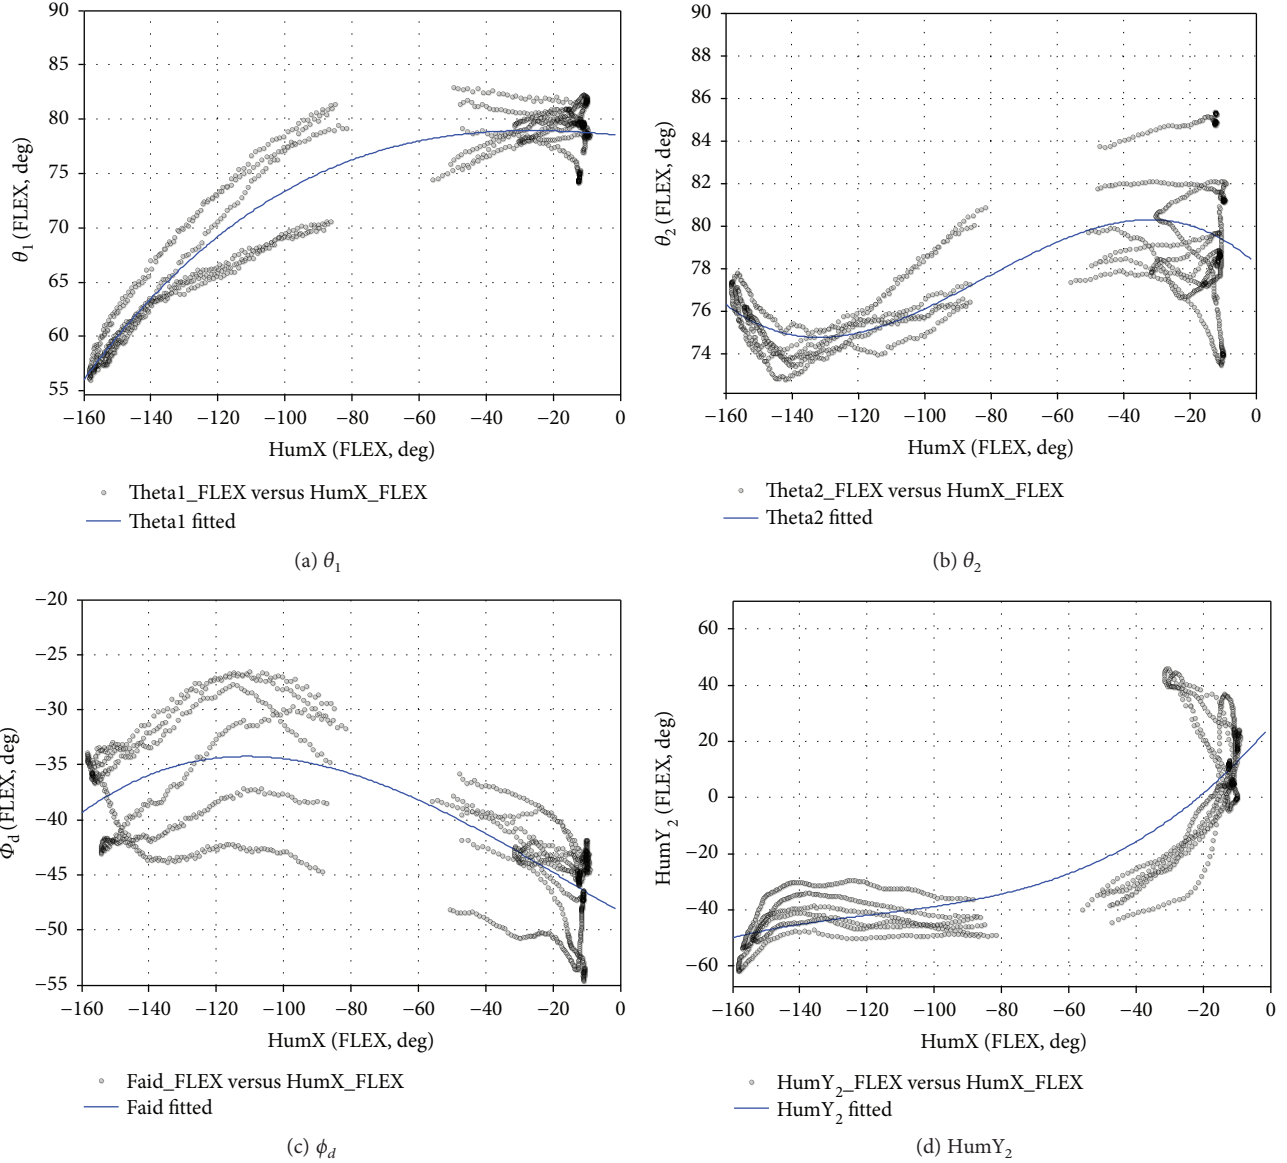 90
85
80
75
70
65
60
55
θ1 (FLEX, deg)
−160 −140 −120 −100 −80 −60 −40 −20 0
HumX (FLEX, deg)
Theta1_FLEX versus HumX_FLEX
Theta1 fitted
(a) θ1
90
88
86
84
82
80
78
76
74
θ2 (FLEX, deg)
−160 −140 −120 −100 −80 −60 −40 −20 0
HumX (FLEX, deg)
Theta2_FLEX versus HumX_FLEX
Theta2 fitted
(b) θ2
−20
−25
−30
−35
−40
−45
−50
−55
Φd (FLEX, deg)
−160 −140 −120 −100 −80 −60 −40 −20 0
HumX (FLEX, deg)
Faid_FLEX versus HumX_FLEX
Faid fitted
(c) ϕd
60
40
20
0
−20
−40
−60
HumY2 (FLEX, deg)
−160 −140 −120 −100 −80 −60 −40 −20 0
HumX (FLEX, deg)
HumY2_FLEX versus HumX_FLEX
HumY2 fitted
(d) HumY2